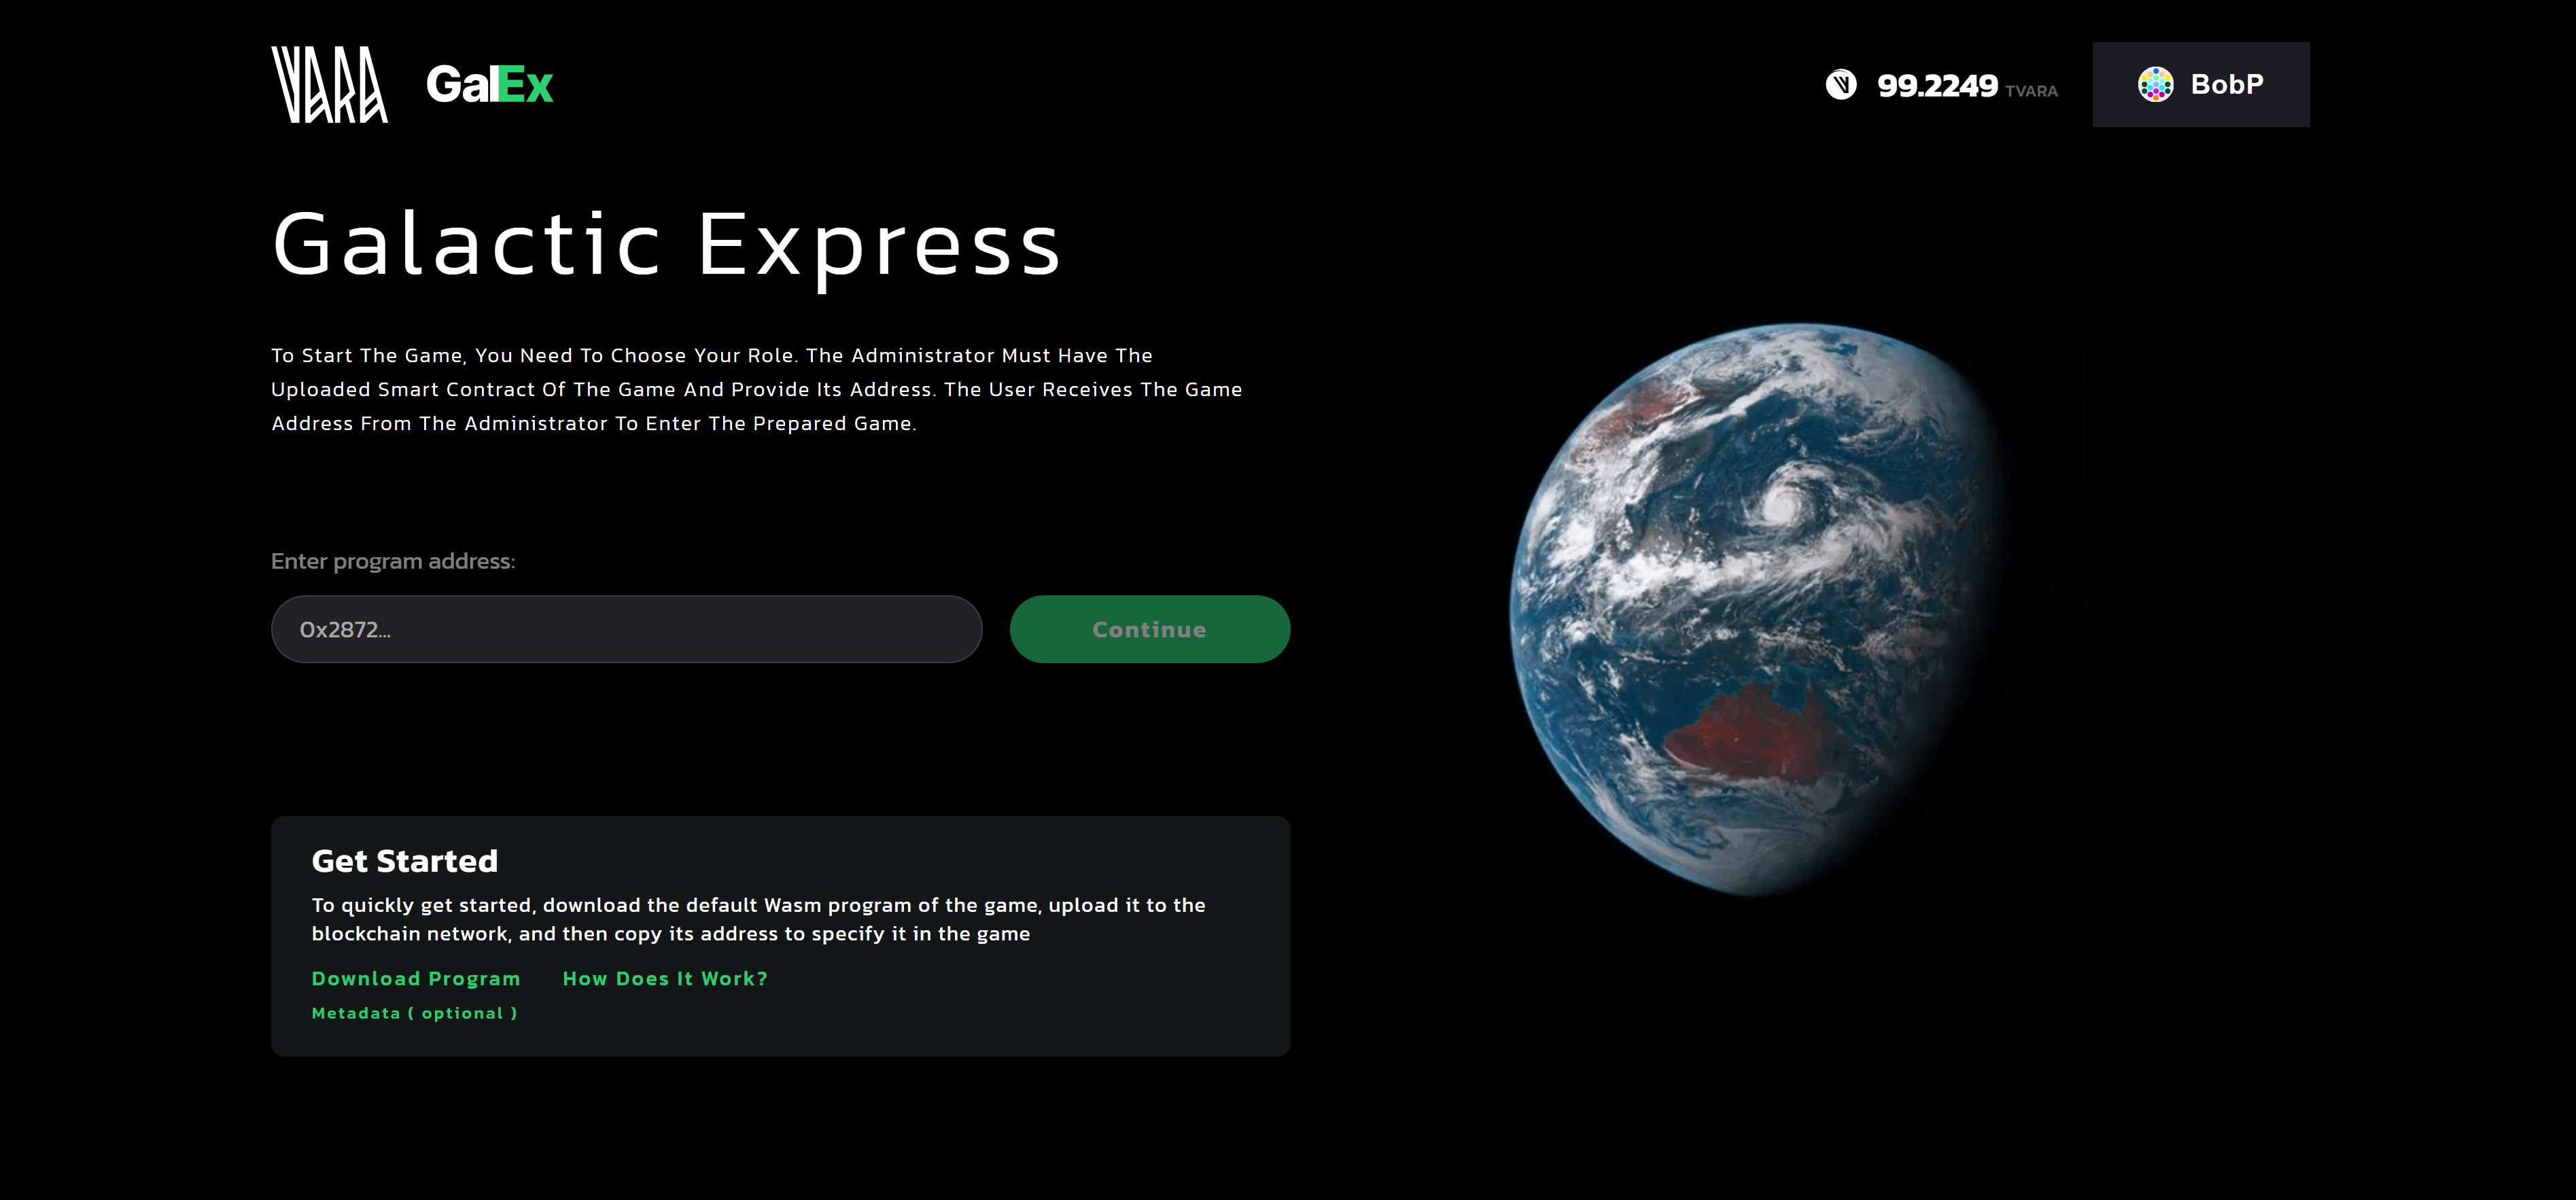 VARA GalEx
99.2249 TVARA BobP
Galactic Express
To Start The Game, You Need To Choose Your Role. The Administrator Must Have The
Uploaded Smart Contract Of The Game And Provide Its Address. The User Receives The Game
Address From The Administrator To Enter The Prepared Game.
Enter program address:
0x2872...
Continue
Get Started
To quickly get started, download the default Wasm program of the game, upload it to the
blockchain network, and then copy its address to specify it in the game
Download Program How Does It Work?
Metadata ( optional )